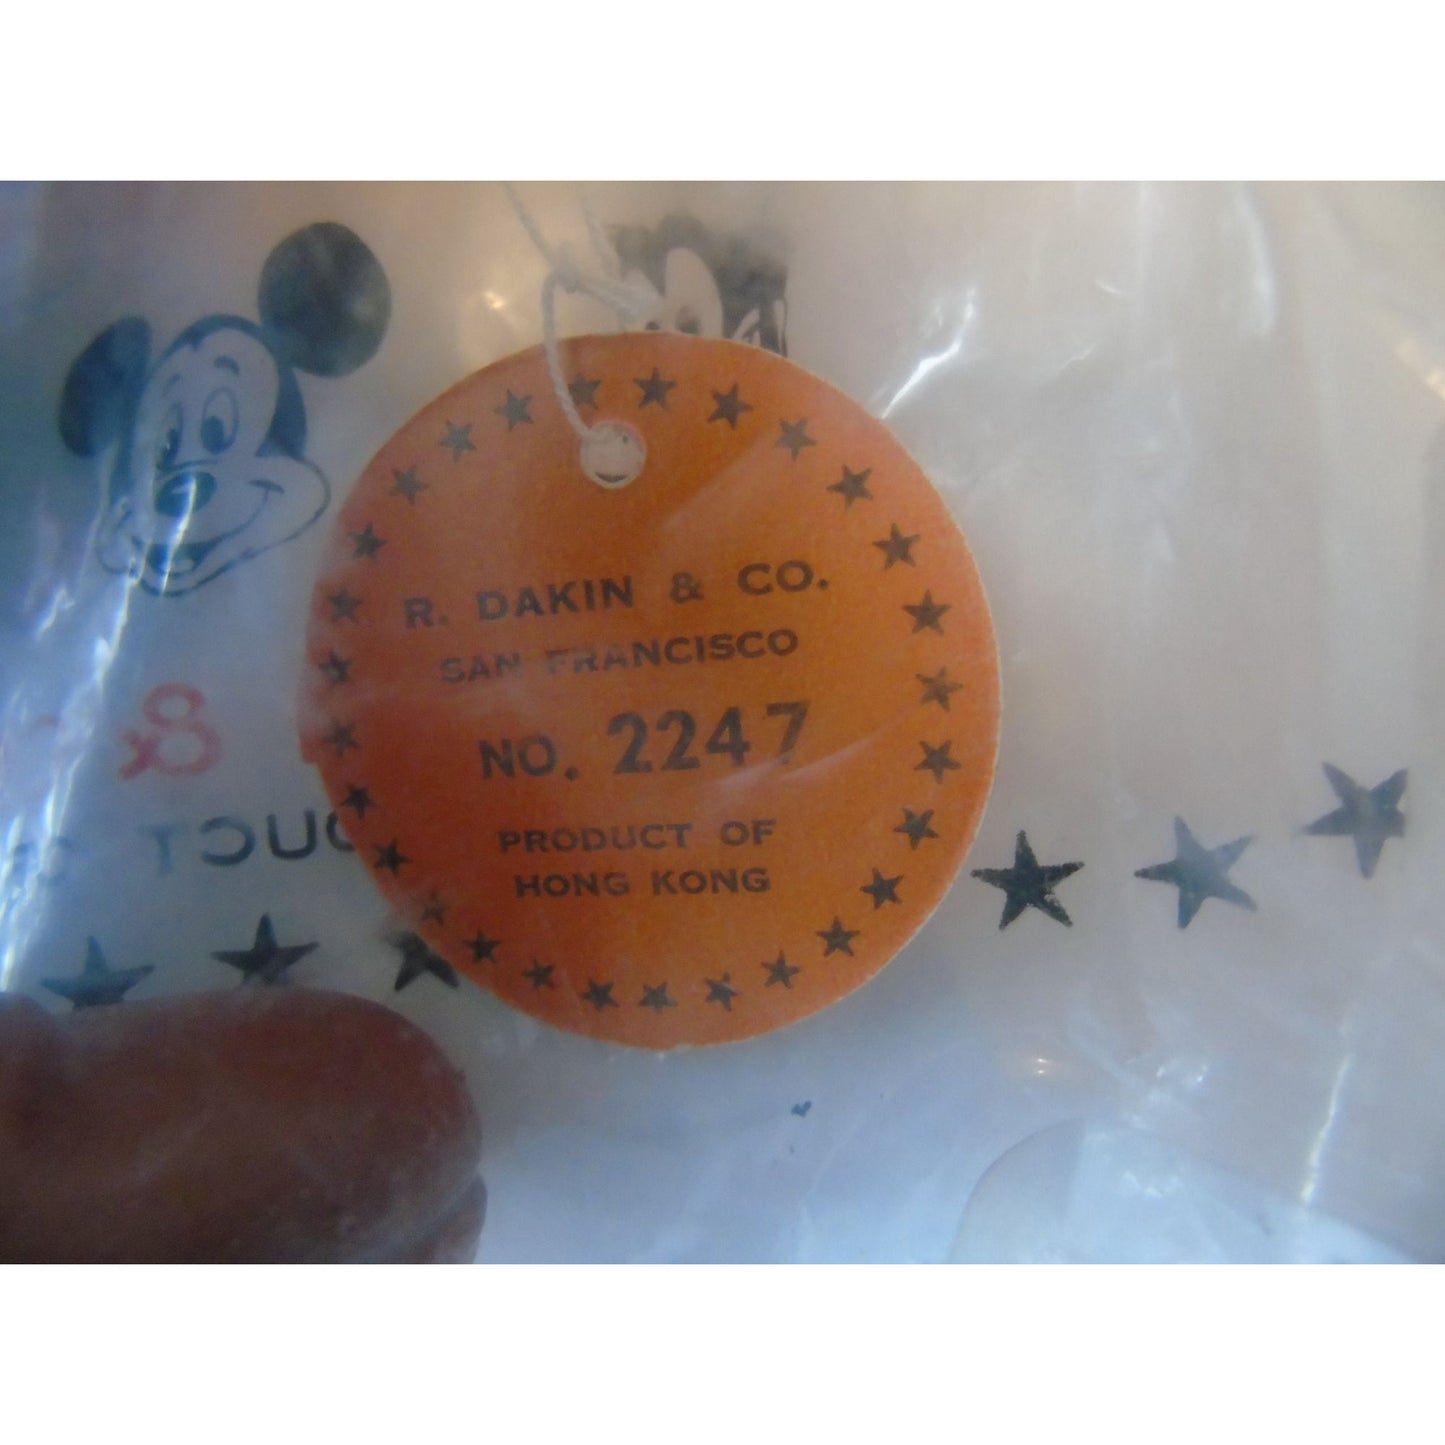 R. DAKIN & CO.
SAN FRANCISCO
NO. 2247
PRODUCT OF
HONG KONG